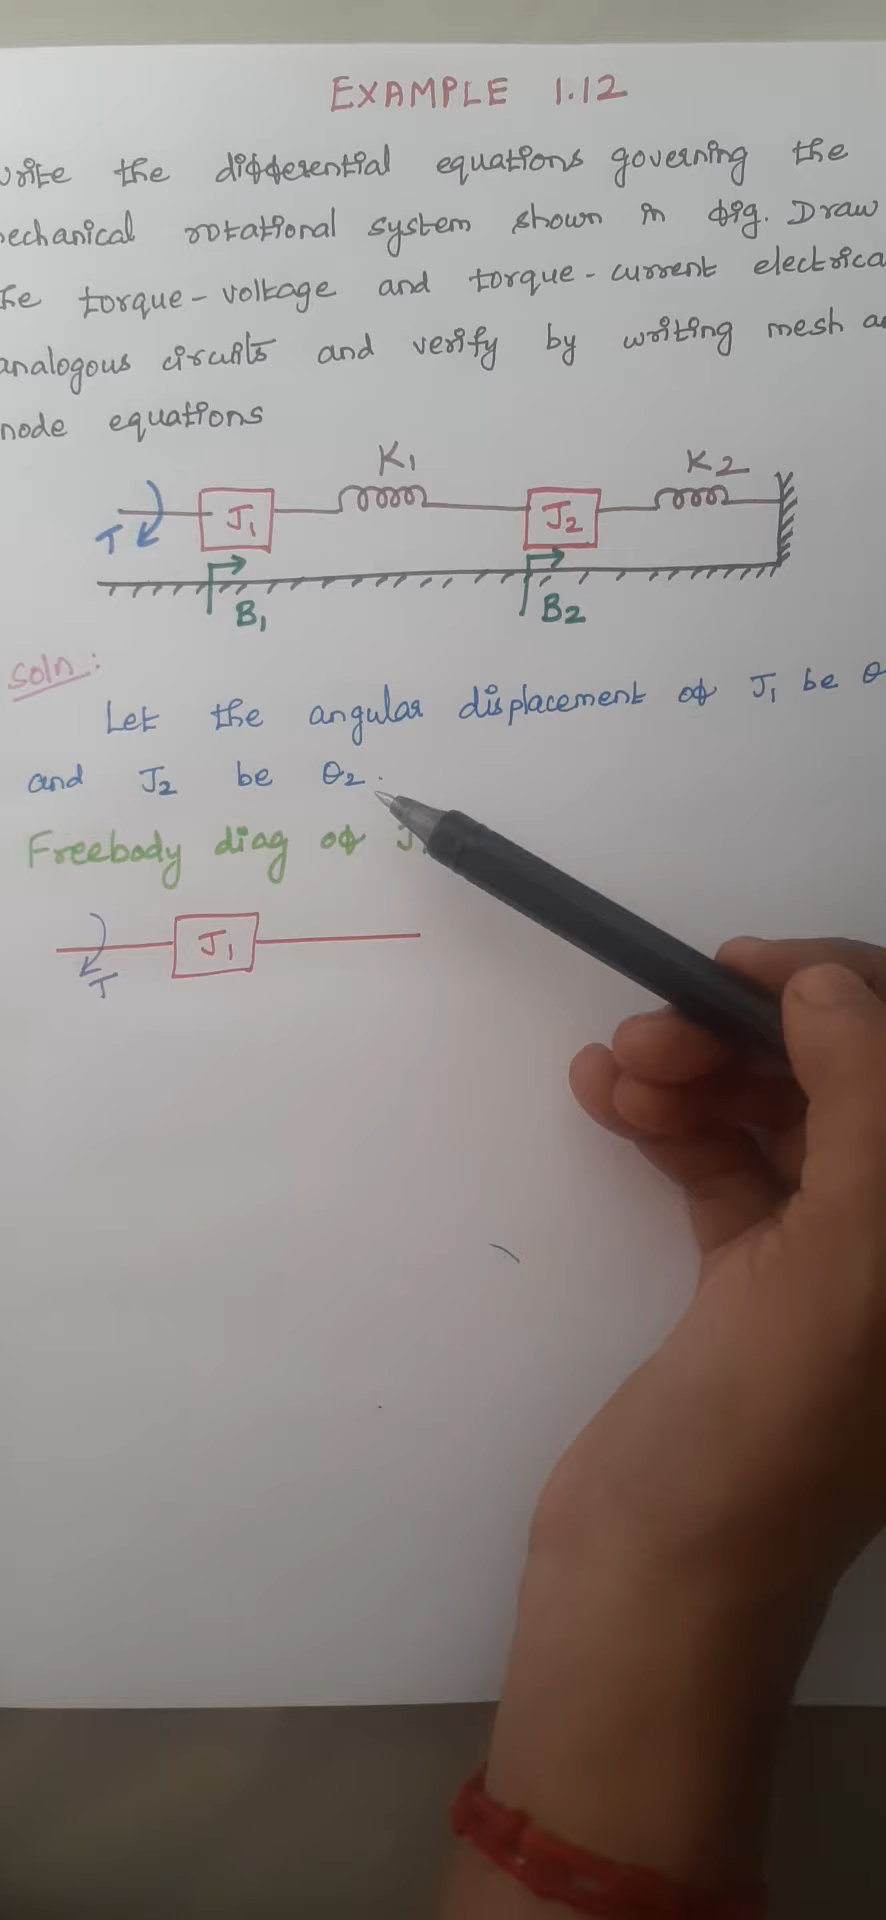 EXAMPLE 1.12
the differential equations governing the
rotational system shown in fig. Draw
torque-voltage and torque-current electrica
analogous circuits and verify by writing mesh
node equations
K1 K2
T J1 J2
B1 B2
Soln:
Let the angular displacement of J1 be θ
and J2 be θ2.
Freebody diag of J
J1
T